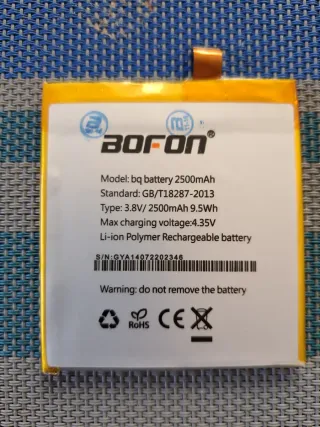 BOFON®
Model: bq battery 2500mAh
Standard: GB/T18287-2013
Type: 3.8V/ 2500mAh 9.5Wh
Max charging voltage:4.35V
Li-ion Polymer Rechargeable battery
S/N:GYA14072202346
Warning: do not remove the battery
RoHS CE